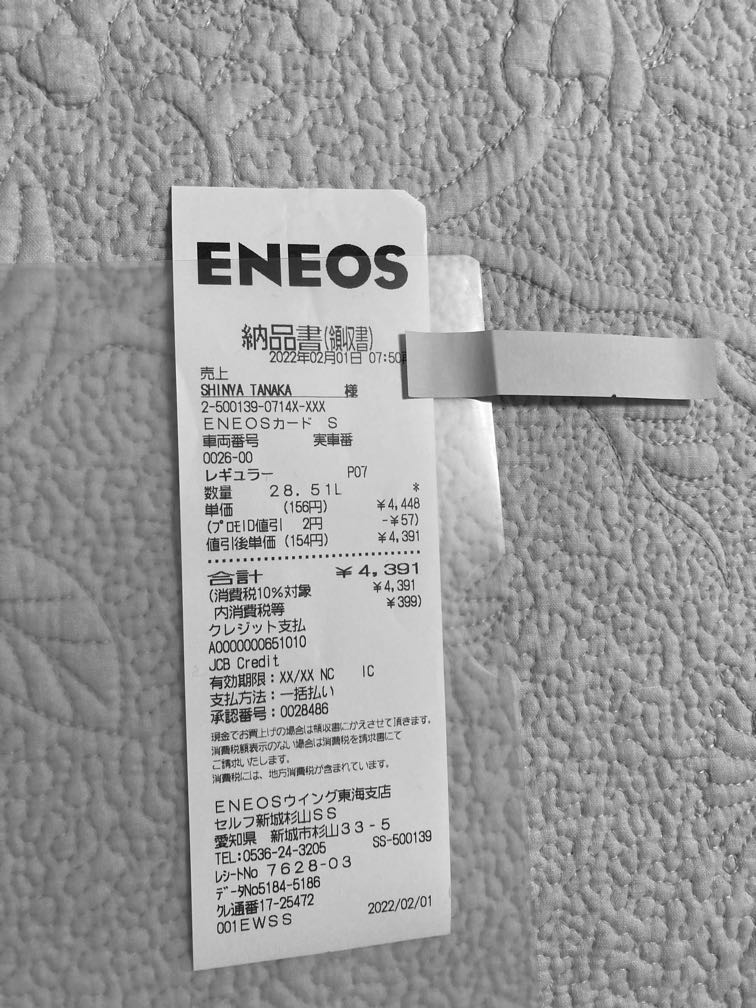 ENEOS
納品書(領収書)
2022年02月01日 07:50
売上
SHINYA TANAKA 様
2-500139-0714X-XXX
ENEOSカード S
車両番号 実車番
0026-00
レギュラー P07
数量 28.51L *
単価 (156円) ¥4,448
(プロモID値引 2円 -¥57)
値引後単価 (154円) ¥4,391
合計 ¥4,391
(消費税10%対象 ¥4,391
内消費税等 ¥399)
クレジット支払
A0000000651010
JCB Credit
有効期限:XX/XX NC IC
支払方法:一括払い
承認番号:0028486
現金でお買上げの場合は領収書にかえさせて頂きます。
消費税額表示のない場合は消費税を請求書にて
ご請求いたします。
消費税には、地方消費税が含まれています。
ENEOSウイング東海支店
セルフ新城杉山SS
愛知県 新城市杉山33-5
TEL:0536-24-3205 SS-500139
レシートNo 7628-03
データNo5184-5186
クレ通番17-25472 2022/02/01
001EWSS